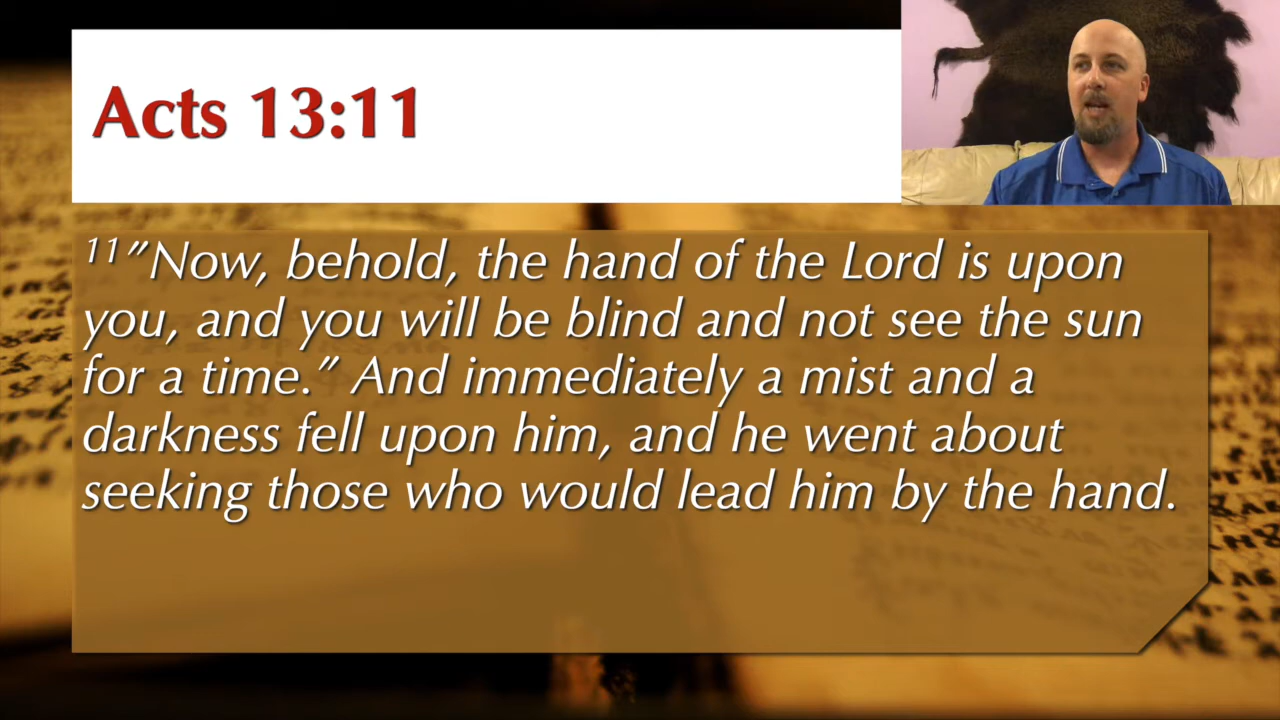 Acts 13:11
11”Now, behold, the hand of the Lord is upon
you, and you will be blind and not see the sun
for a time.” And immediately a mist and a
darkness fell upon him, and he went about
seeking those who would lead him by the hand.